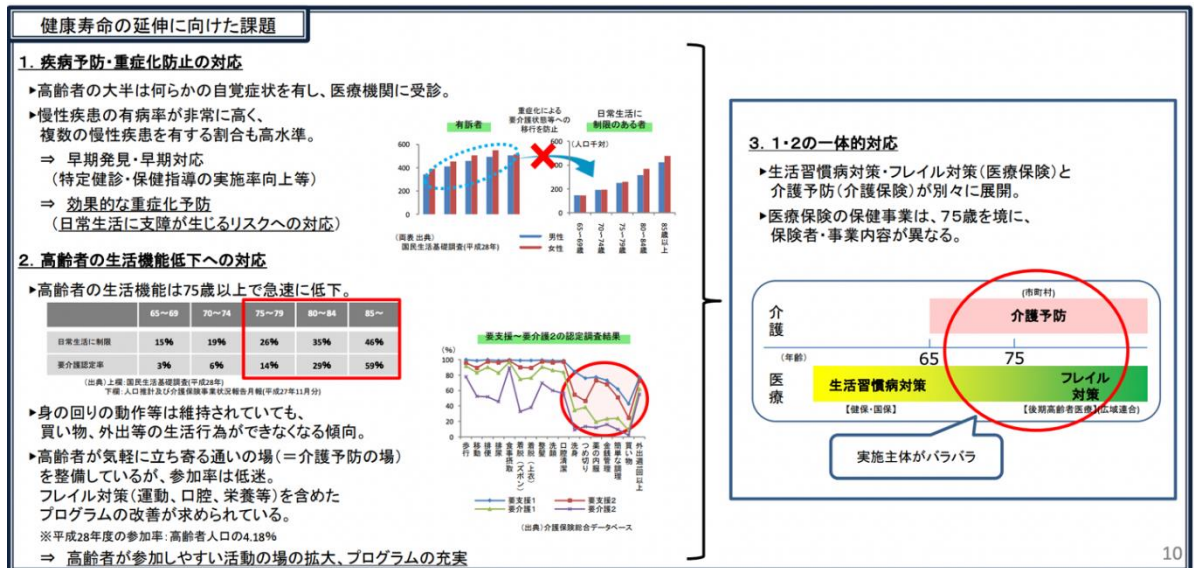 健康寿命の延伸に向けた課題
1. 疾病予防・重症化防止の対応
▶高齢者の大半は何らかの自覚症状を有し、医療機関に受診。
▶慢性疾患の有病率が非常に高く、
複数の慢性疾患を有する割合も高水準。
⇒ 早期発見・早期対応
(特定健診・保健指導の実施率向上等)
⇒ 効果的な重症化予防
(日常生活に支障が生じるリスクへの対応)
有訴者
重症化による
要介護状態等への
移行を防止
日常生活に
制限のある者
(人口千対)
600
400
200
0
600
400
200
0
65~69歳
70~74歳
75~79歳
80~84歳
85歳以上
(両表 出典)
国民生活基礎調査(平成28年)
男性
女性
2. 高齢者の生活機能低下への対応
▶高齢者の生活機能は75歳以上で急速に低下。
65~69 70~74 75~79 80~84 85~
日常生活に制限 15% 19% 26% 35% 46%
要介護認定率 3% 6% 14% 29% 59%
(出典)上欄:国民生活基礎調査(平成28年)
下欄:人口推計及び介護保険事業状況報告月報(平成27年11月分)
▶身の回りの動作等は維持されていても、
買い物、外出等の生活行為ができなくなる傾向。
▶高齢者が気軽に立ち寄る通いの場(=介護予防の場)
を整備しているが、参加率は低迷。
フレイル対策(運動、口腔、栄養等)を含めた
プログラムの改善が求められている。
※平成28年度の参加率:高齢者人口の4.18%
⇒ 高齢者が参加しやすい活動の場の拡大、プログラムの充実
要支援~要介護2の認定調査結果
(%)
100
80
60
40
20
0
歩行
移動
排便
排尿
食事摂取
着脱(ズボン)
着脱(上衣)
整髪
洗顔
口腔清潔
洗身
つめ切り
薬の内服
金銭管理
簡単な調理
買い物
外出週1回以上
要支援1 要支援2
要介護1 要介護2
(出典)介護保険総合データベース
3. 1・2の一体的対応
▶生活習慣病対策・フレイル対策(医療保険)と
介護予防(介護保険)が別々に展開。
▶医療保険の保健事業は、75歳を境に、
保険者・事業内容が異なる。
介護
(市町村)
介護予防
(年齢) 65 75
医療
生活習慣病対策
フレイル
対策
【健保・国保】
【後期高齢者医療】(広域連合)
実施主体がバラバラ
10